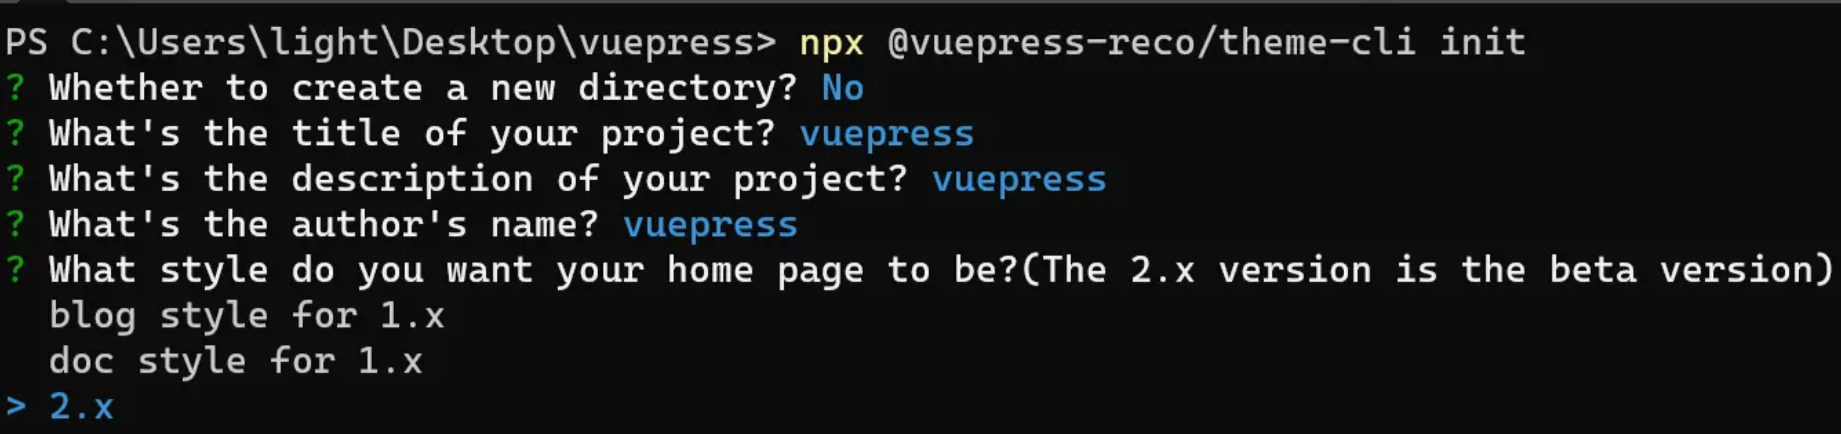 PS C:\Users\light\Desktop\vuepress> npx @vuepress-reco/theme-cli init
? Whether to create a new directory? No
? What's the title of your project? vuepress
? What's the description of your project? vuepress
? What's the author's name? vuepress
? What style do you want your home page to be?(The 2.x version is the beta version)
blog style for 1.x
doc style for 1.x
> 2.x